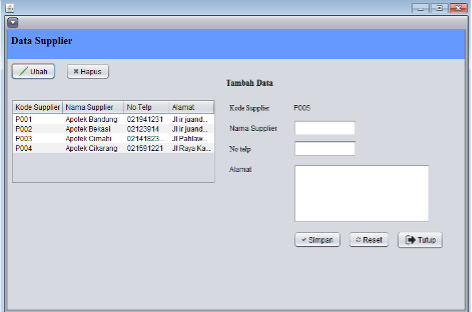 Data Supplier
Ubah
Hapus
Tambah Data
Kode Supplier Nama Supplier No Telp Alamat
P001 Apotek Bandung 021941231 Jl ir juand...
P002 Apotek Bekasi 02123914 Jl ir juand...
P003 Apotek Cimahi 02141823... Jl Pahlaw...
P004 Apotek Cikarang 021591221 Jl Raya Ka...
Kode Supplier P005
Nama Supplier
No telp
Alamat
Simpan
Reset
Tutup